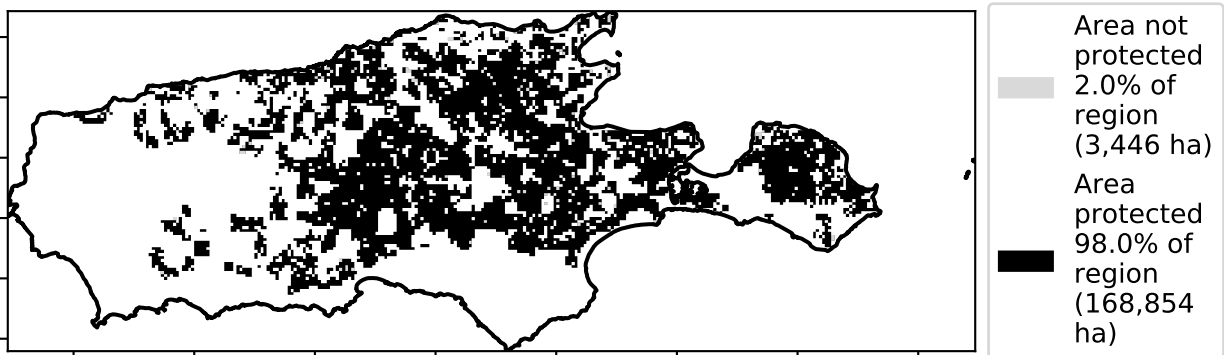 Area not
protected
2.0% of
region
(3,446 ha)
Area
protected
98.0% of
region
(168,854
ha)